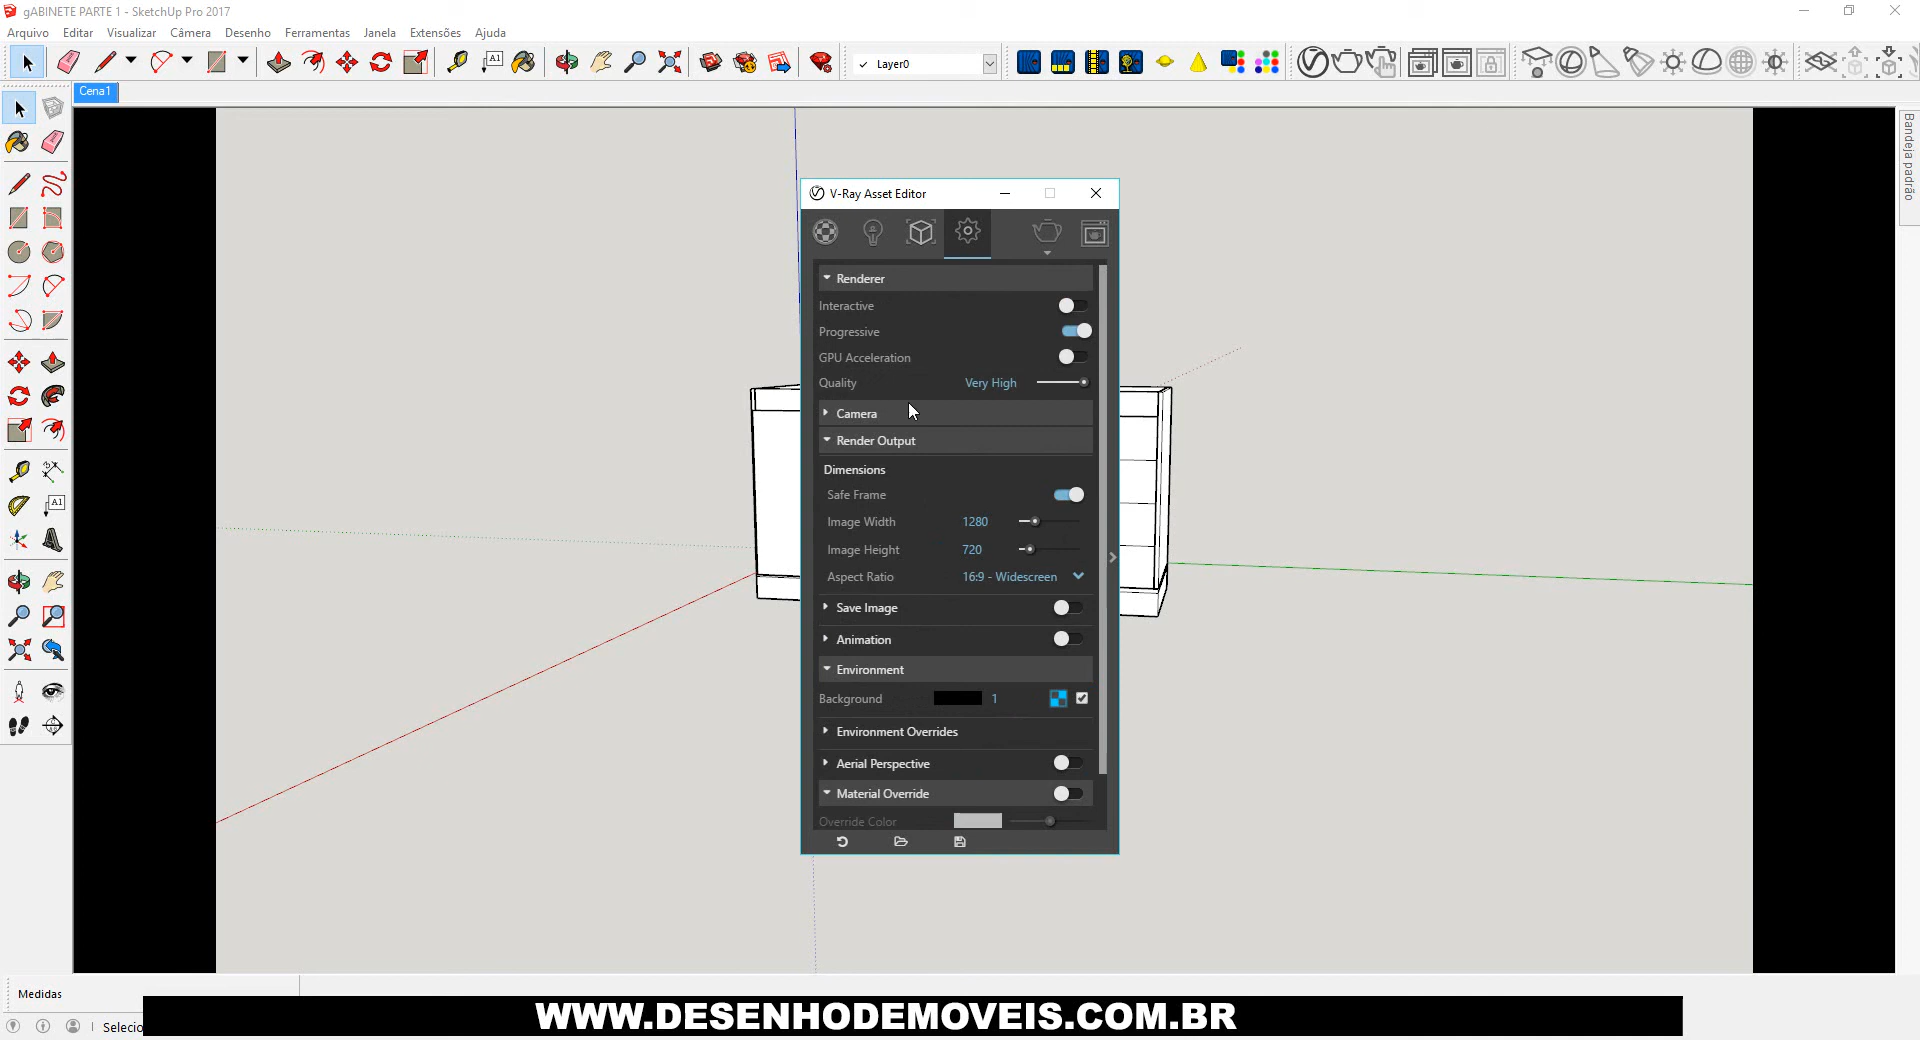 gABINETE PARTE 1 - SketchUp Pro 2017
Arquivo Editar Visualizar Câmera Desenho Ferramentas Janela Extensões Ajuda
A1
✓ Layer0
Cena1
Bandeja padrão
V-Ray Asset Editor
Renderer
Interactive
Progressive
GPU Acceleration
Quality Very High
Camera
Render Output
Dimensions
Safe Frame
Image Width 1280
Image Height 720
Aspect Ratio 16:9 - Widescreen
Save Image
Animation
Environment
Background 1
Environment Overrides
Aerial Perspective
Material Override
Override Color
A1
Medidas
Selecio
WWW.DESENHODEMOVEIS.COM.BR